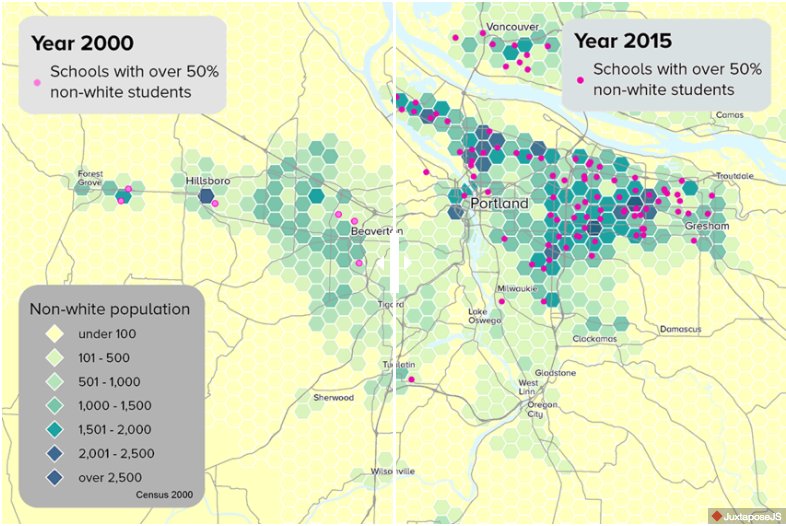 Year 2000
Schools with over 50%
non-white students
Year 2015
Schools with over 50%
non-white students
Vancouver
Camas
Forest
Grove
Hillsboro
Troutdale
Portland
Gresham
Beaverton
Milwaukie
Tigard
Lake
Oswego
Damascus
Clackamas
Tualatin
Gladstone
West
Linn
Sherwood
Oregon
City
Wilsonville
Non-white population
under 100
101 - 500
501 - 1,000
1,000 - 1,500
1,501 - 2,000
2,001 - 2,500
over 2,500
Census 2000
JuxtaposeJS